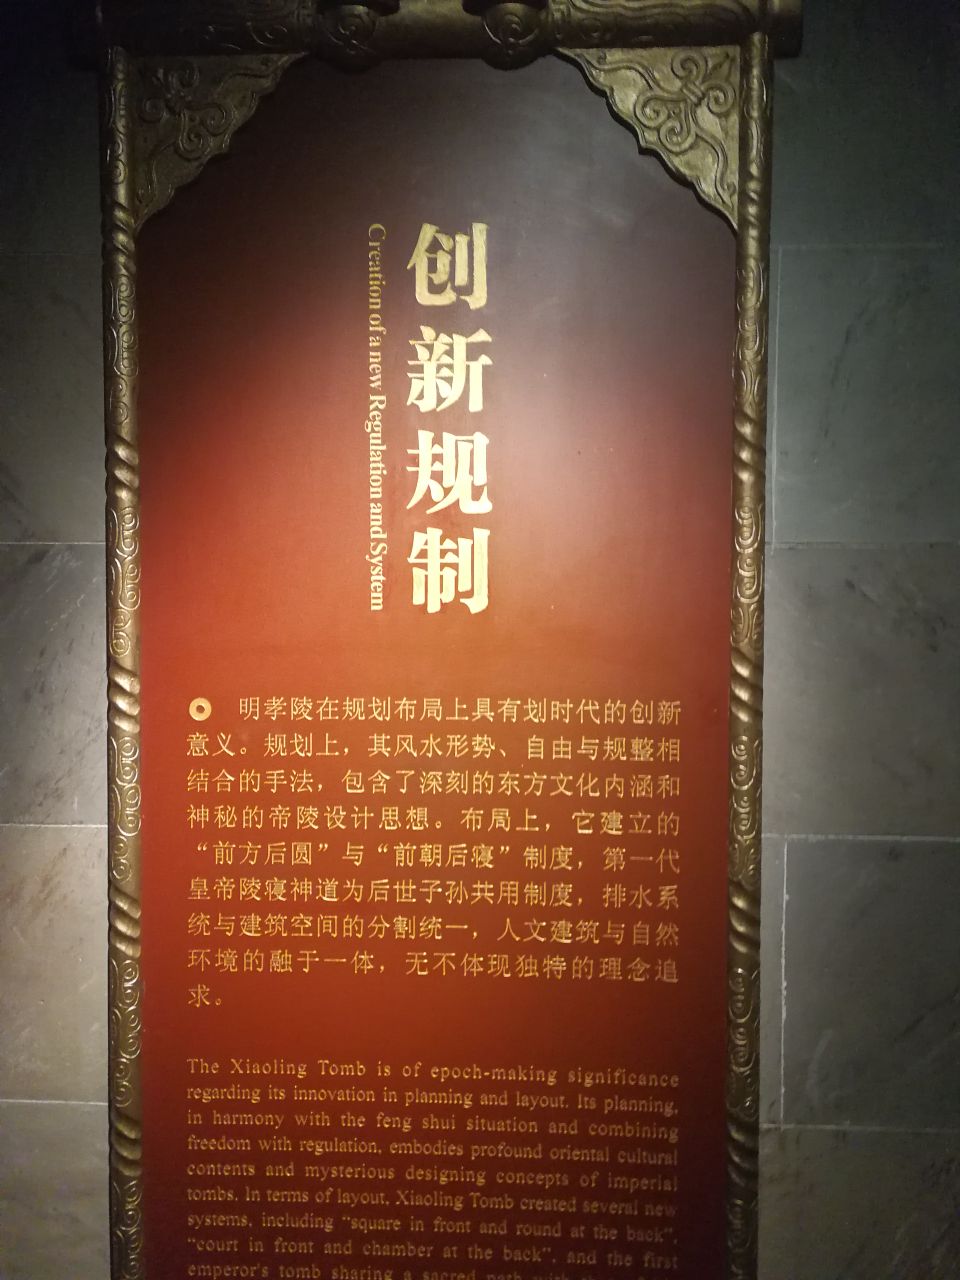 创新规制
Creation of a new Regulation and System
明孝陵在规划布局上具有划时代的创新
意义。规划上，其风水形势、自由与规整相
结合的手法，包含了深刻的东方文化内涵和
神秘的帝陵设计思想。布局上，它建立的
“前方后圆”与“前朝后寝”制度，第一代
皇帝陵寝神道为后世子孙共用制度，排水系
统与建筑空间的分割统一，人文建筑与自然
环境的融于一体，无不体现独特的理念追
求。
The Xiaoling Tomb is of epoch-making significance
regarding its innovation in planning and layout. Its planning,
in harmony with the feng shui situation and combining
freedom with regulation, embodies profound oriental cultural
contents and mysterious designing concepts of imperial
tombs. In terms of layout, Xiaoling Tomb created several new
systems, including “square in front and round at the back”,
“court in front and chamber at the back”, and the first
emperor's tomb sharing a sacred path with